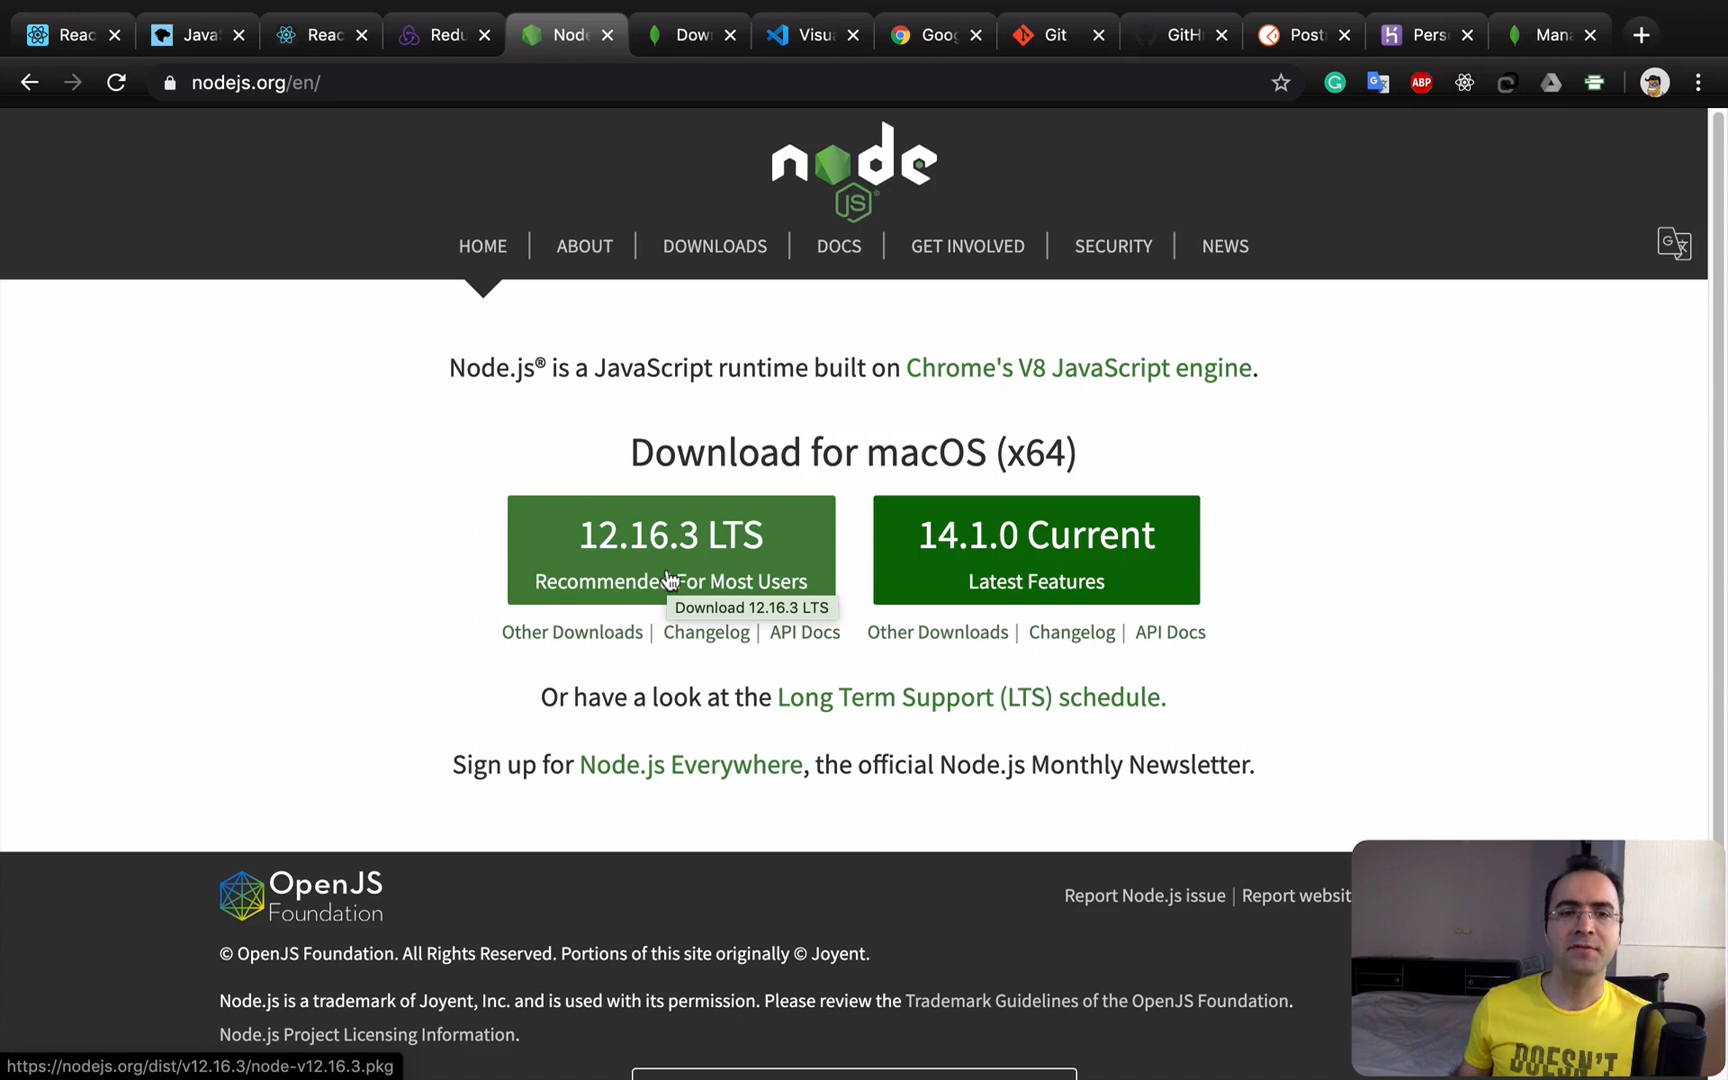 Reac
Java
Reac
Redu
Node
Dow
Visua
Goo
Git
GitH
Post
Pers
Man
nodejs.org/en/
ABP
node
JS
HOME | ABOUT | DOWNLOADS | DOCS | GET INVOLVED | SECURITY | NEWS
Node.js® is a JavaScript runtime built on Chrome's V8 JavaScript engine.
Download for macOS (x64)
12.16.3 LTS
Recommended For Most Users
14.1.0 Current
Latest Features
Download 12.16.3 LTS
Other Downloads | Changelog | API Docs
Other Downloads | Changelog | API Docs
Or have a look at the Long Term Support (LTS) schedule.
Sign up for Node.js Everywhere, the official Node.js Monthly Newsletter.
OpenJS
Foundation
Report Node.js issue | Report websit
© OpenJS Foundation. All Rights Reserved. Portions of this site originally © Joyent.
Node.js is a trademark of Joyent, Inc. and is used with its permission. Please review the Trademark Guidelines of the OpenJS Foundation.
Node.js Project Licensing Information.
https://nodejs.org/dist/v12.16.3/node-v12.16.3.pkg
DOESN'T